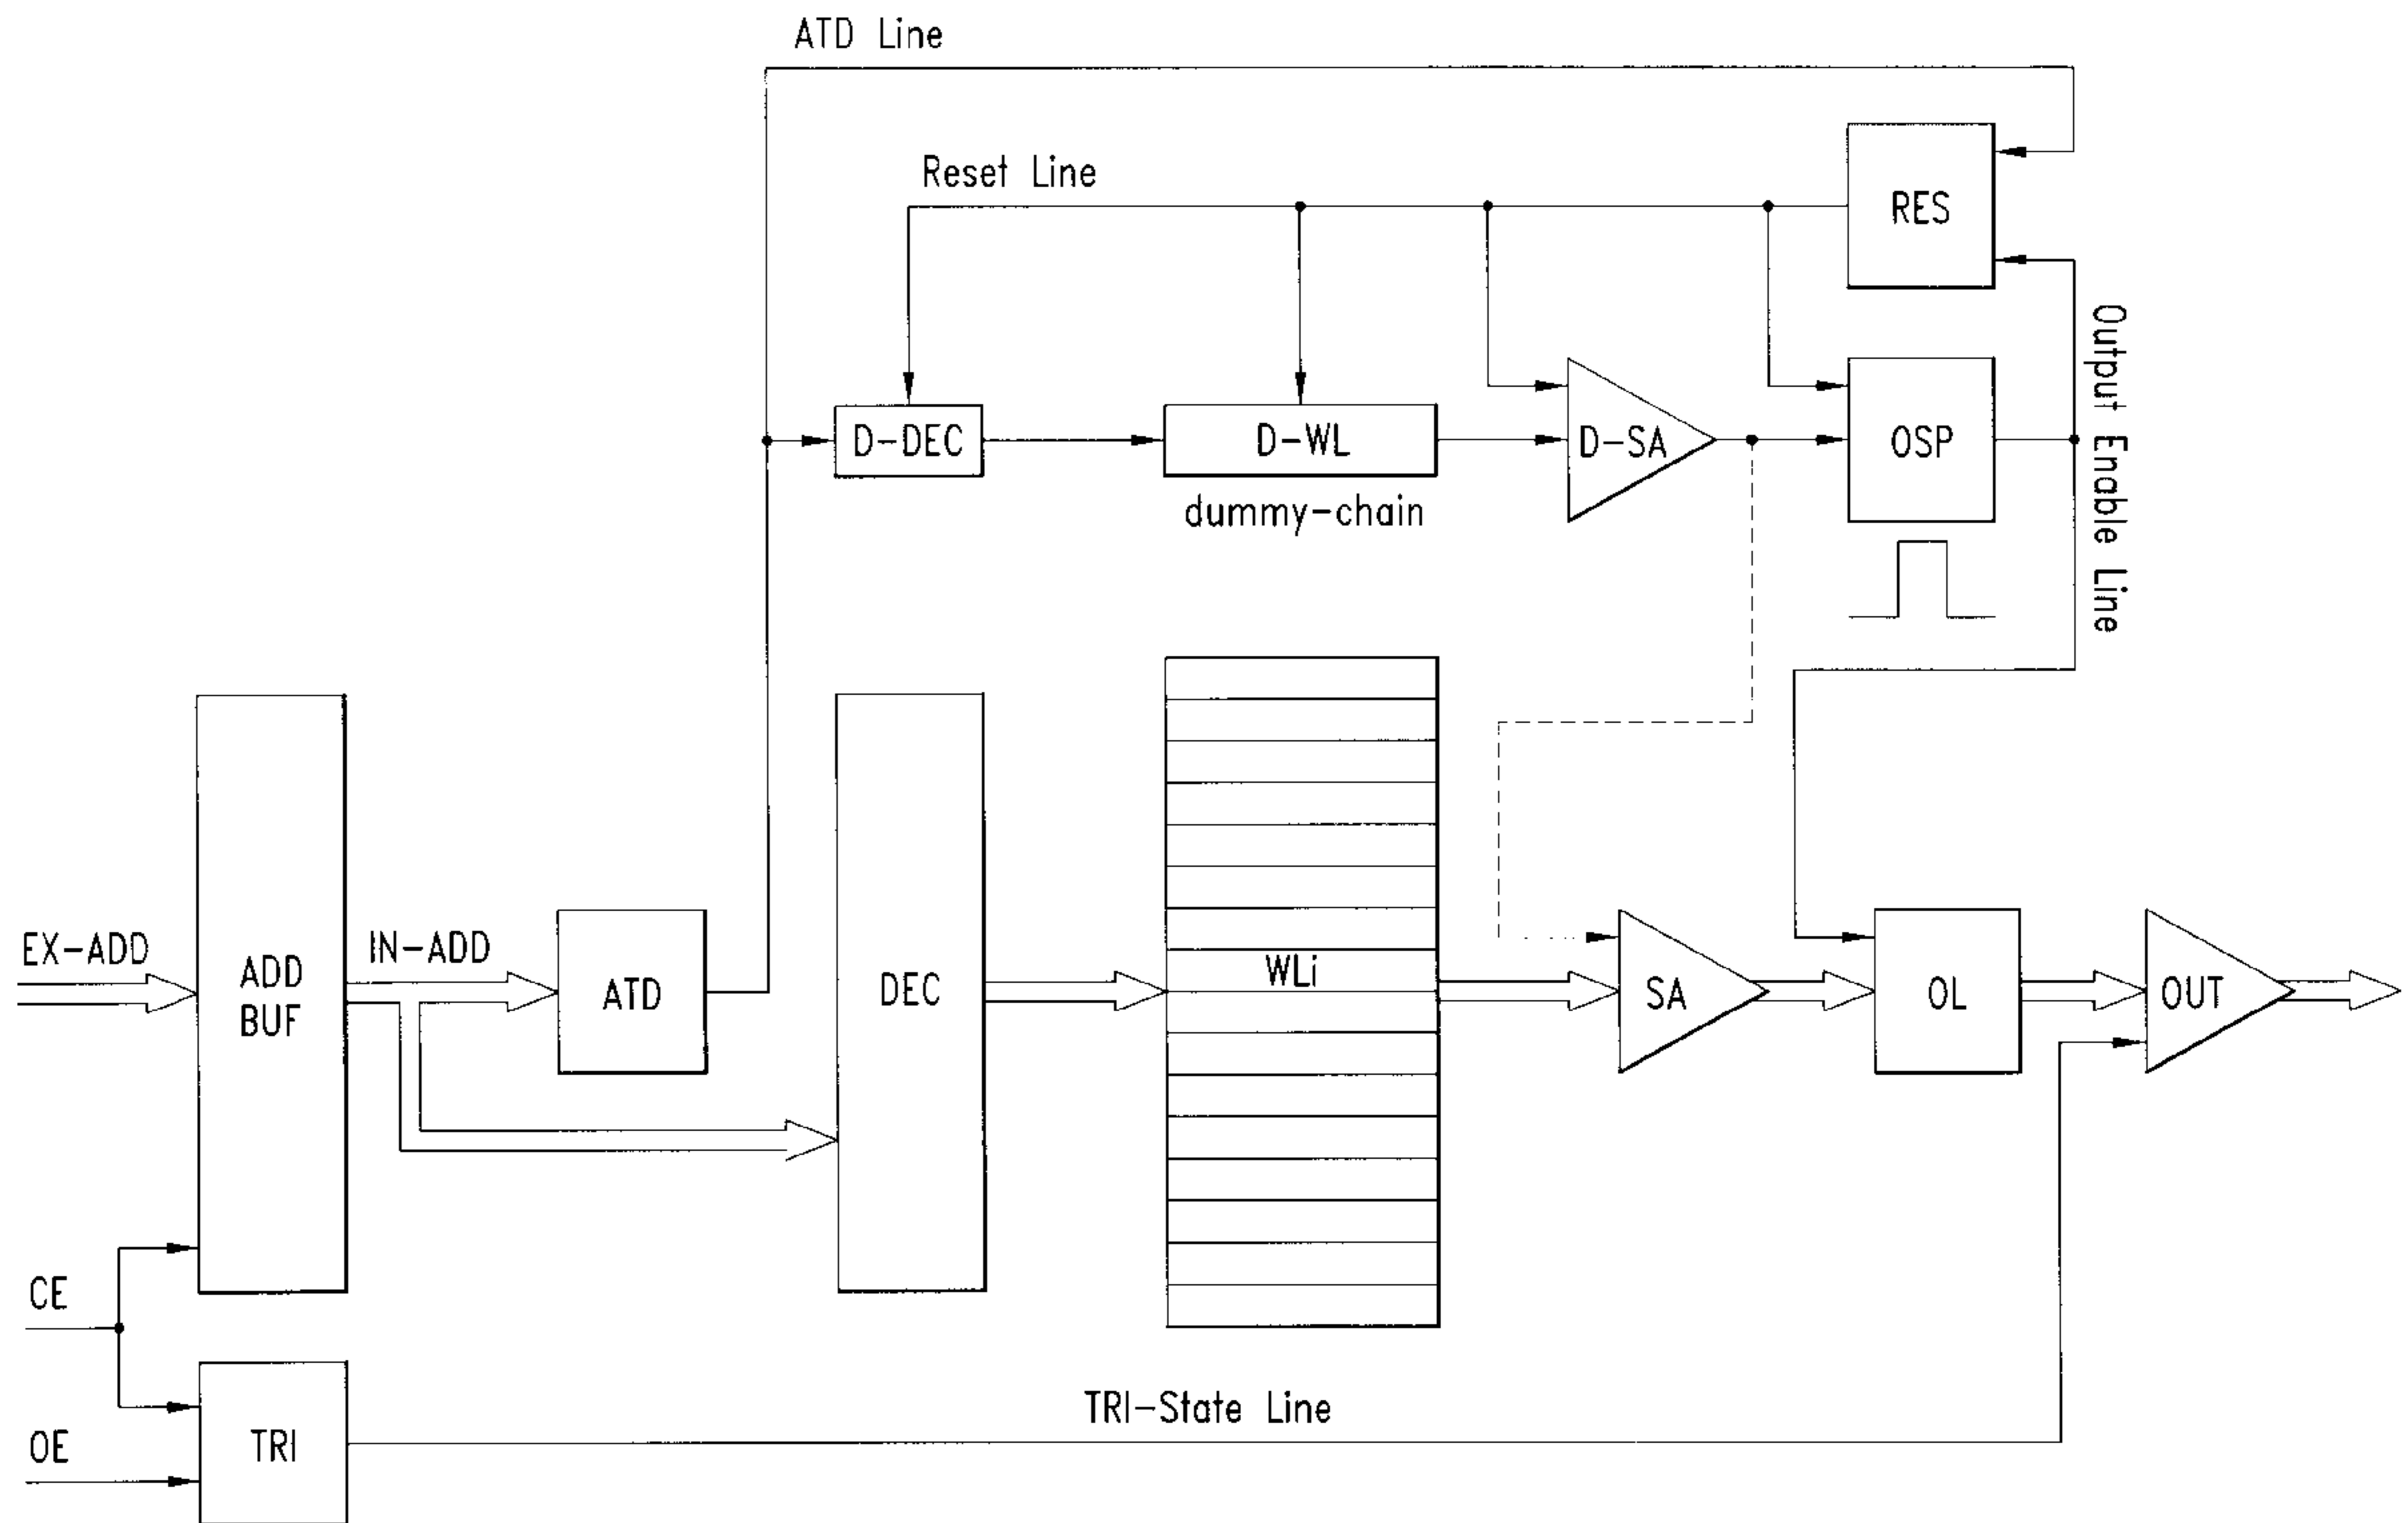 ATD Line
Reset Line
RES
Output Enable Line
D-DEC
D-WL
D-SA
OSP
dummy-chain
EX-ADD
ADD
BUF
IN-ADD
ATD
DEC
WLi
SA
OL
OUT
CE
OE
TRI
TRI-State Line